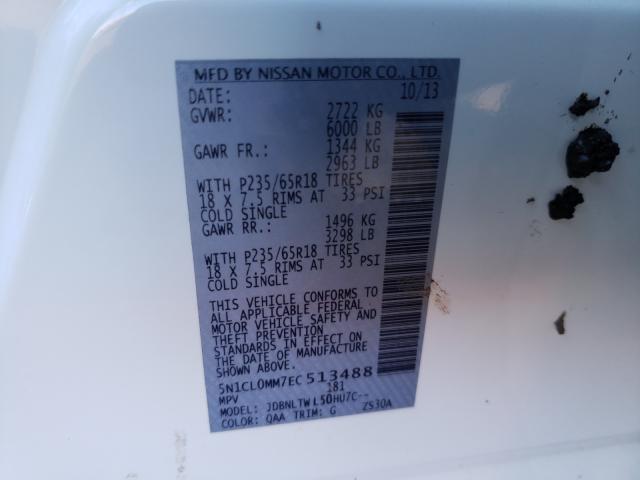 MFD BY NISSAN MOTOR CO., LTD.
DATE: 10/13
GVWR: 2722 KG
6000 LB
GAWR FR.: 1344 KG
2963 LB
WITH P235/65R18 TIRES
18 X 7.5 RIMS AT 33 PSI
COLD SINGLE
GAWR RR.: 1496 KG
3298 LB
WITH P235/65R18 TIRES
18 X 7.5 RIMS AT 33 PSI
COLD SINGLE
THIS VEHICLE CONFORMS TO
ALL APPLICABLE FEDERAL
MOTOR VEHICLE SAFETY AND
THEFT PREVENTION
STANDARDS IN EFFECT ON
THE DATE OF MANUFACTURE
SHOWN ABOVE.
5N1CL0MM7EC513488
MPV 181
MODEL: JDBNLTWL50HU7C--
COLOR: QAA TRIM: G ZS30A